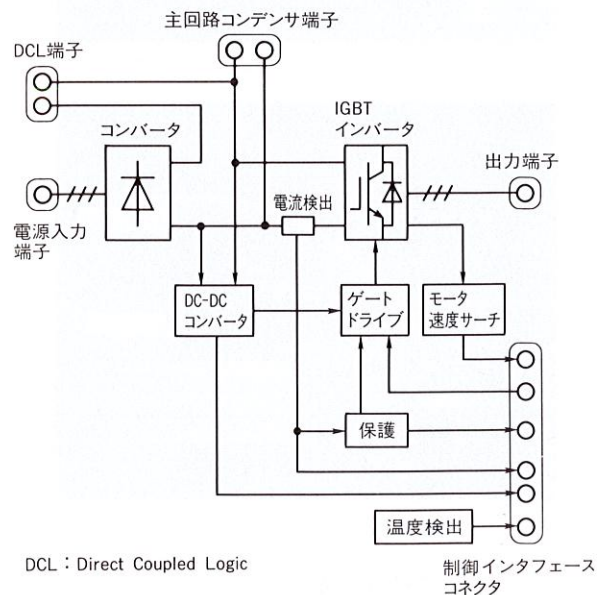 主回路コンデンサ端子
DCL端子
IGBT
インバータ
コンバータ
出力端子
電流検出
電源入力
端子
DC-DC
コンバータ
ゲート
ドライブ
モータ
速度サーチ
保護
温度検出
DCL：Direct Coupled Logic
制御インタフェース
コネクタ